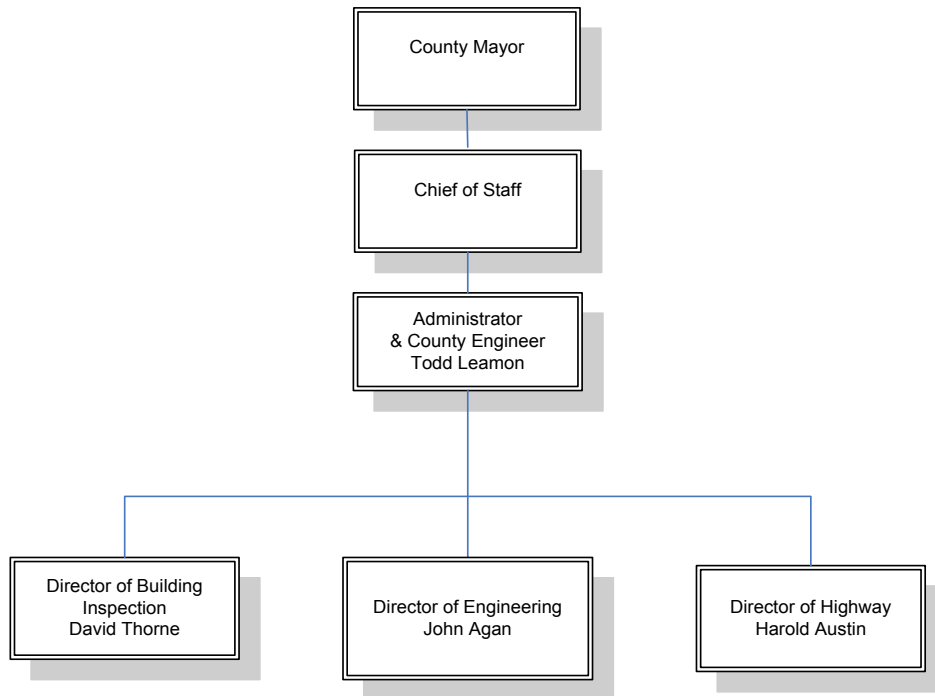 County Mayor
Chief of Staff
Administrator
& County Engineer
Todd Leamon
Director of Building
Inspection
David Thorne
Director of Engineering
John Agan
Director of Highway
Harold Austin